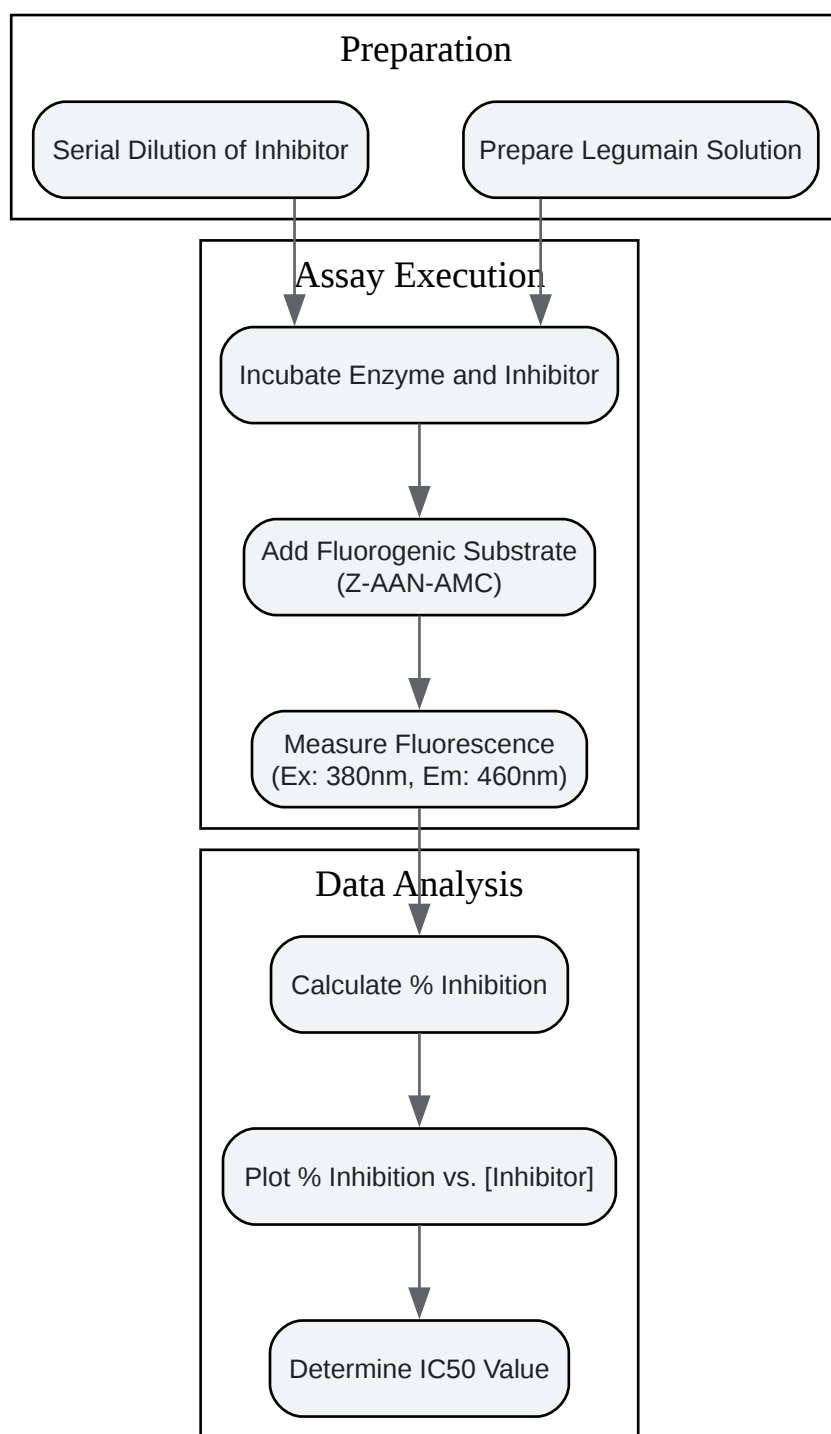 Preparation
Serial Dilution of Inhibitor
Prepare Legumain Solution
Assay Execution
Incubate Enzyme and Inhibitor
Add Fluorogenic Substrate
(Z-AAN-AMC)
Measure Fluorescence
(Ex: 380nm, Em: 460nm)
Data Analysis
Calculate % Inhibition
Plot % Inhibition vs. [Inhibitor]
Determine IC50 Value